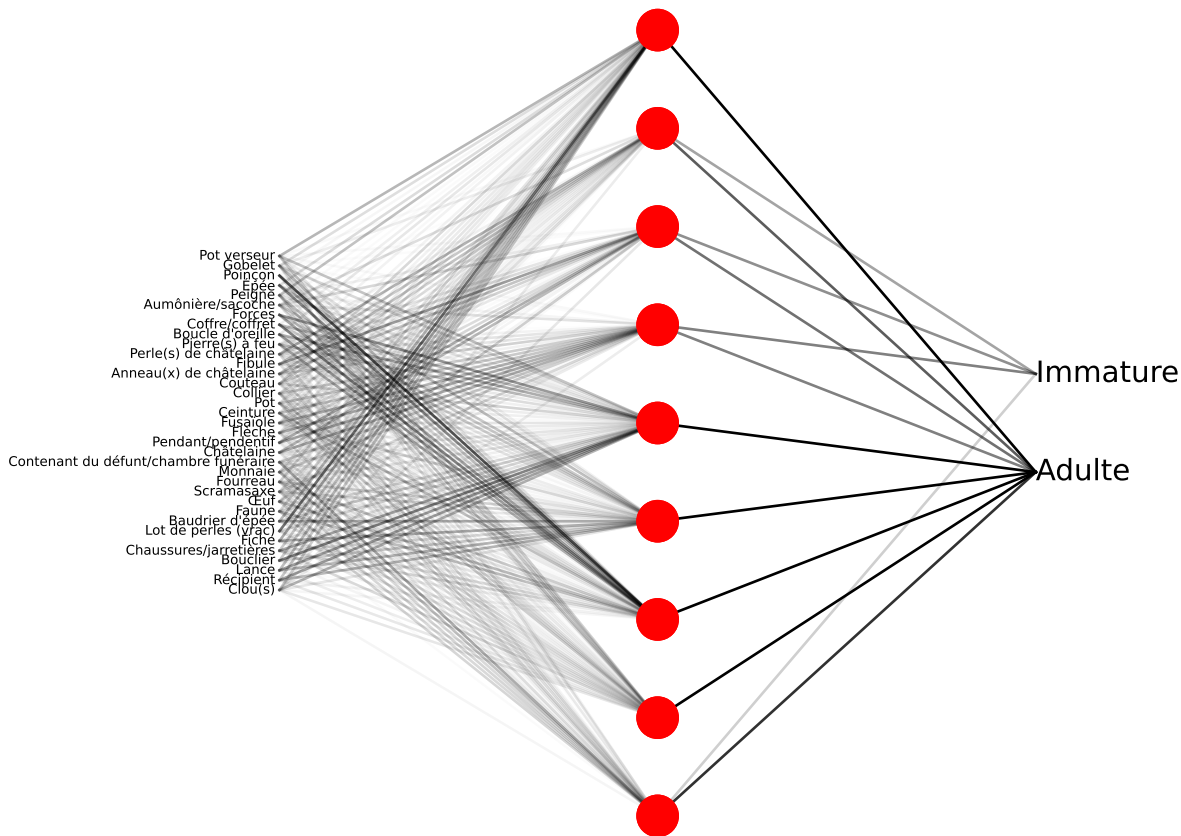 Pot verseur
Gobelet
Poinçon
Épée
Peigne
Aumônière/sacoche
Forces
Coffre/coffret
Boucle d'oreille
Pierre(s) à feu
Perle(s) de châtelaine
Fibule
Anneau(x) de châtelaine
Couteau
Collier
Pot
Ceinture
Fusaïole
Flèche
Pendant/pendentif
Châtelaine
Contenant du défunt/chambre funéraire
Monnaie
Fourreau
Scramasaxe
Œuf
Faune
Baudrier d'épée
Lot de perles (vrac)
Fiche
Chaussures/jarretières
Bouclier
Lance
Récipient
Clou(s)
Immature
Adulte